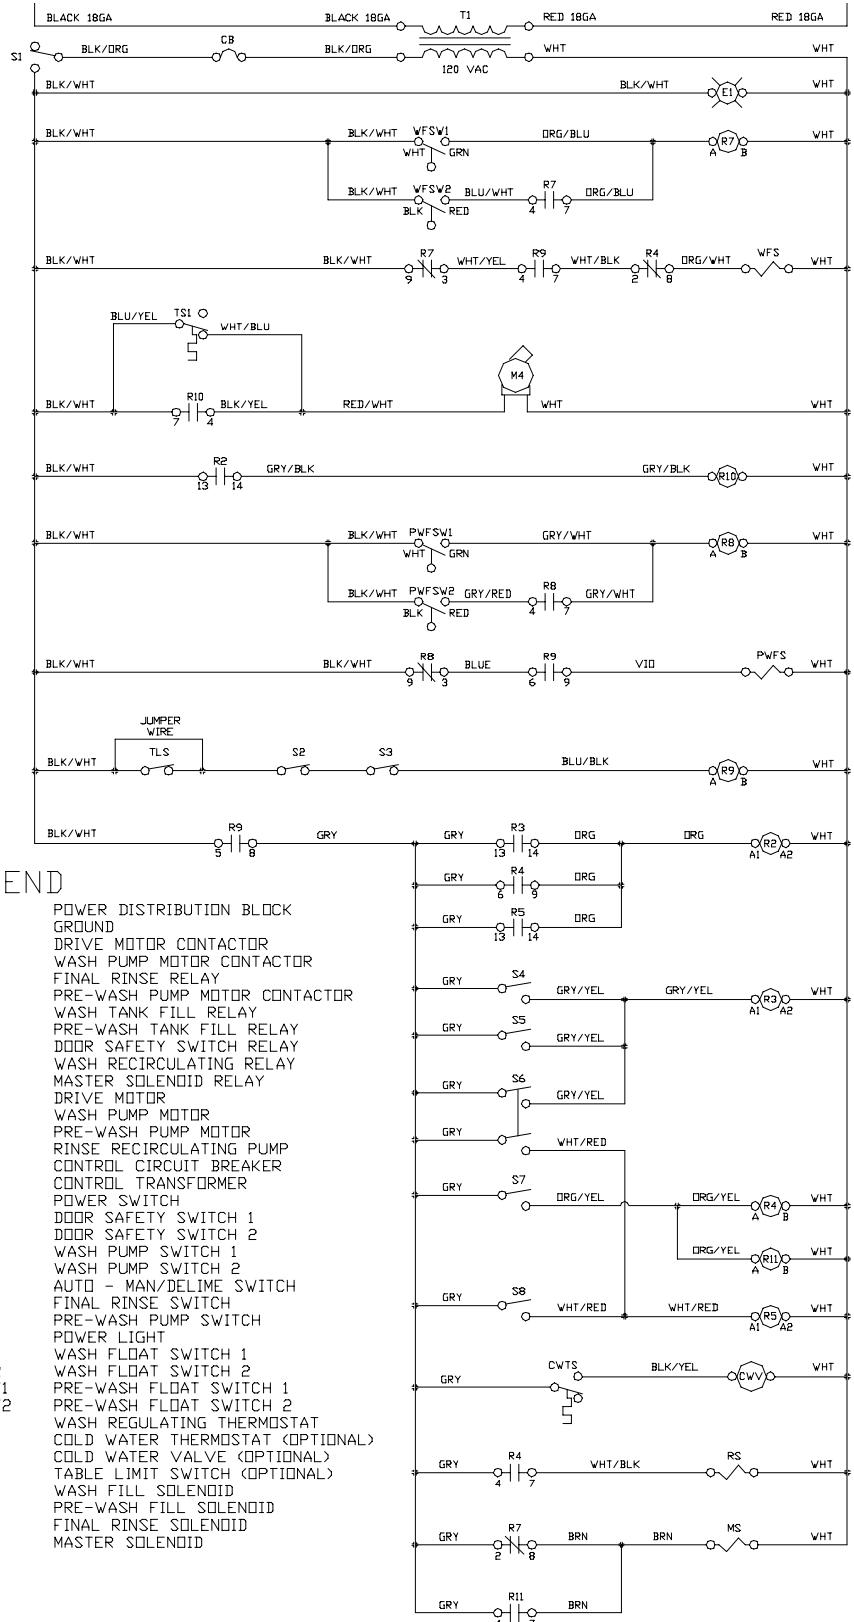 BLACK 18GA BLACK 18GA T1 RED 18GA RED 18GA
S1 BLK/ORG CB BLK/ORG WHT WHT
120 VAC
BLK/WHT BLK/WHT E1 WHT
BLK/WHT BLK/WHT WFSW1 ORG/BLU R7 WHT
WHT GRN A B
BLK/WHT WFSW2 BLU/WHT R7 ORG/BLU
BLK RED 4 7
BLK/WHT BLK/WHT R7 WHT/YEL R9 WHT/BLK R4 ORG/WHT WFS WHT
9 3 4 7 2 8
BLU/YEL TS1 WHT/BLU
M4
BLK/WHT R10 BLK/YEL RED/WHT WHT WHT
7 4
BLK/WHT R2 GRY/BLK GRY/BLK R10 WHT
13 14
BLK/WHT BLK/WHT PWFSW1 GRY/WHT R8 WHT
WHT GRN A B
BLK/WHT PWFSW2 GRY/RED R8 GRY/WHT
BLK RED 4 7
BLK/WHT BLK/WHT R8 BLUE R9 VIO PWFS WHT
9 3 6 9
JUMPER
WIRE
BLK/WHT TLS S2 S3 BLU/BLK R9 WHT
A B
BLK/WHT R9 GRY GRY R3 ORG ORG R2 WHT
5 8 13 14 A1 A2
GRY R4 ORG
6 9
GRY R5 ORG
13 14
GRY S4 GRY/YEL GRY/YEL R3 WHT
A1 A2
GRY S5 GRY/YEL
GRY S6 GRY/YEL
GRY WHT/RED
GRY S7 ORG/YEL ORG/YEL R4 WHT
A B
ORG/YEL R11 WHT
A B
GRY S8 WHT/RED WHT/RED R5 WHT
A1 A2
GRY CWTS BLK/YEL CWV WHT
GRY R4 WHT/BLK RS WHT
4 7
GRY R7 BRN BRN MS WHT
2 8
GRY R11 BRN
END
POWER DISTRIBUTION BLOCK
GROUND
DRIVE MOTOR CONTACTOR
WASH PUMP MOTOR CONTACTOR
FINAL RINSE RELAY
PRE-WASH PUMP MOTOR CONTACTOR
WASH TANK FILL RELAY
PRE-WASH TANK FILL RELAY
DOOR SAFETY SWITCH RELAY
WASH RECIRCULATING RELAY
MASTER SOLENOID RELAY
DRIVE MOTOR
WASH PUMP MOTOR
PRE-WASH PUMP MOTOR
RINSE RECIRCULATING PUMP
CONTROL CIRCUIT BREAKER
CONTROL TRANSFORMER
POWER SWITCH
DOOR SAFETY SWITCH 1
DOOR SAFETY SWITCH 2
WASH PUMP SWITCH 1
WASH PUMP SWITCH 2
AUTO - MAN/DELIME SWITCH
FINAL RINSE SWITCH
PRE-WASH PUMP SWITCH
POWER LIGHT
WASH FLOAT SWITCH 1
WASH FLOAT SWITCH 2
1 PRE-WASH FLOAT SWITCH 1
2 PRE-WASH FLOAT SWITCH 2
WASH REGULATING THERMOSTAT
COLD WATER THERMOSTAT (OPTIONAL)
COLD WATER VALVE (OPTIONAL)
TABLE LIMIT SWITCH (OPTIONAL)
WASH FILL SOLENOID
PRE-WASH FILL SOLENOID
FINAL RINSE SOLENOID
MASTER SOLENOID